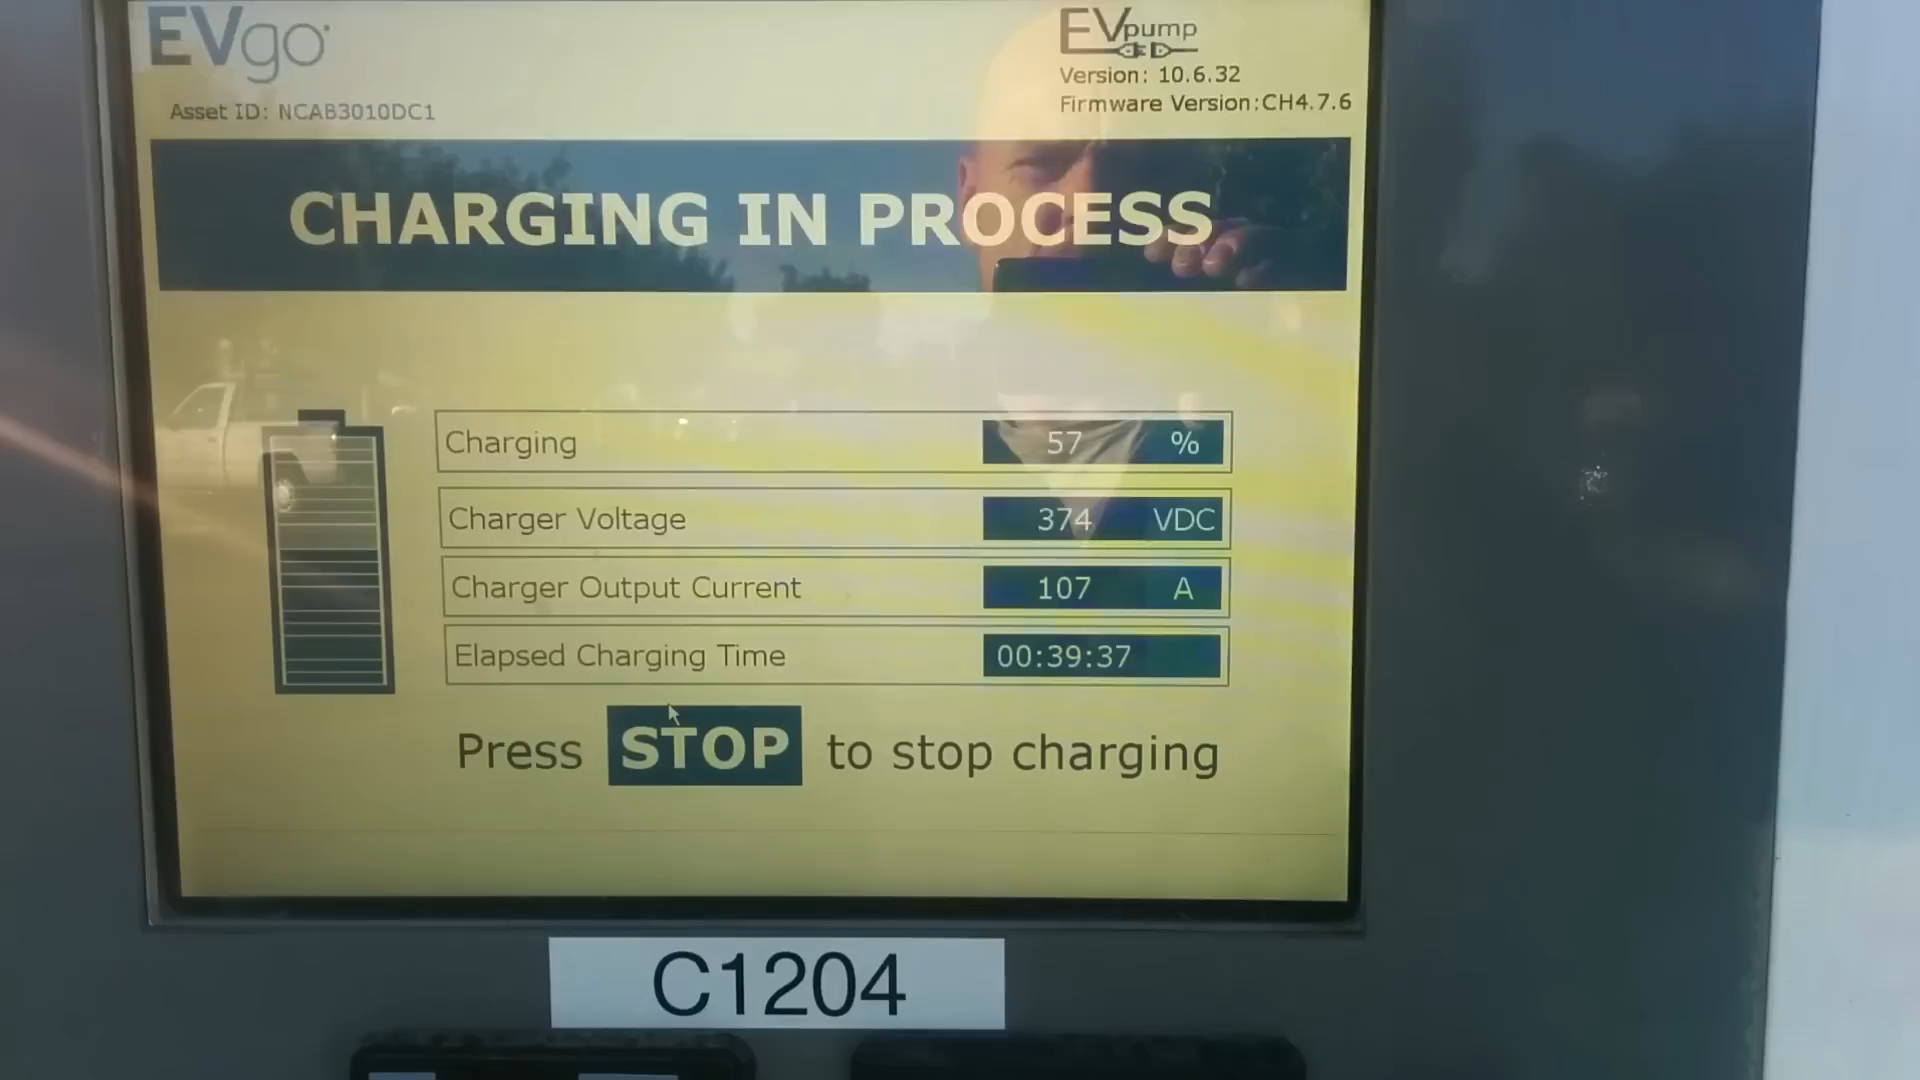 EVgo
Asset ID: NCAB3010DC1
EVpump
Version: 10.6.32
Firmware Version:CH4.7.6
CHARGING IN PROCESS
Charging 57 %
Charger Voltage 374 VDC
Charger Output Current 107 A
Elapsed Charging Time 00:39:37
Press STOP to stop charging
C1204